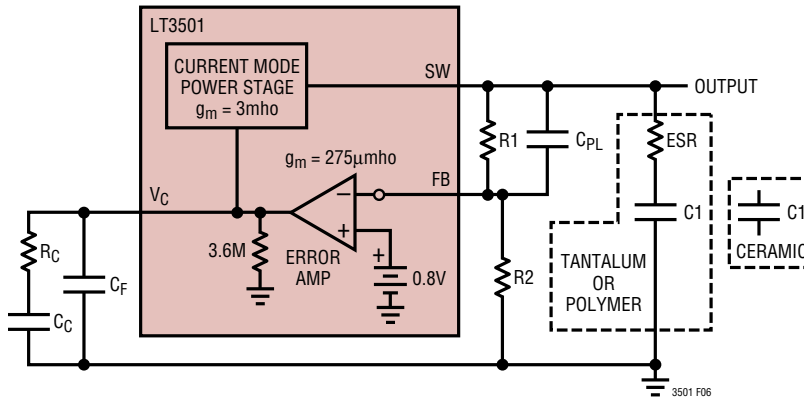 LT3501
CURRENT MODE
POWER STAGE
gm = 3mho
SW
OUTPUT
R1
CPL
ESR
gm = 275µmho
FB
VC
C1
C1
CERAMIC
RC
CF
3.6M
ERROR
AMP
0.8V
R2
TANTALUM
OR
POLYMER
CC
3501 F06